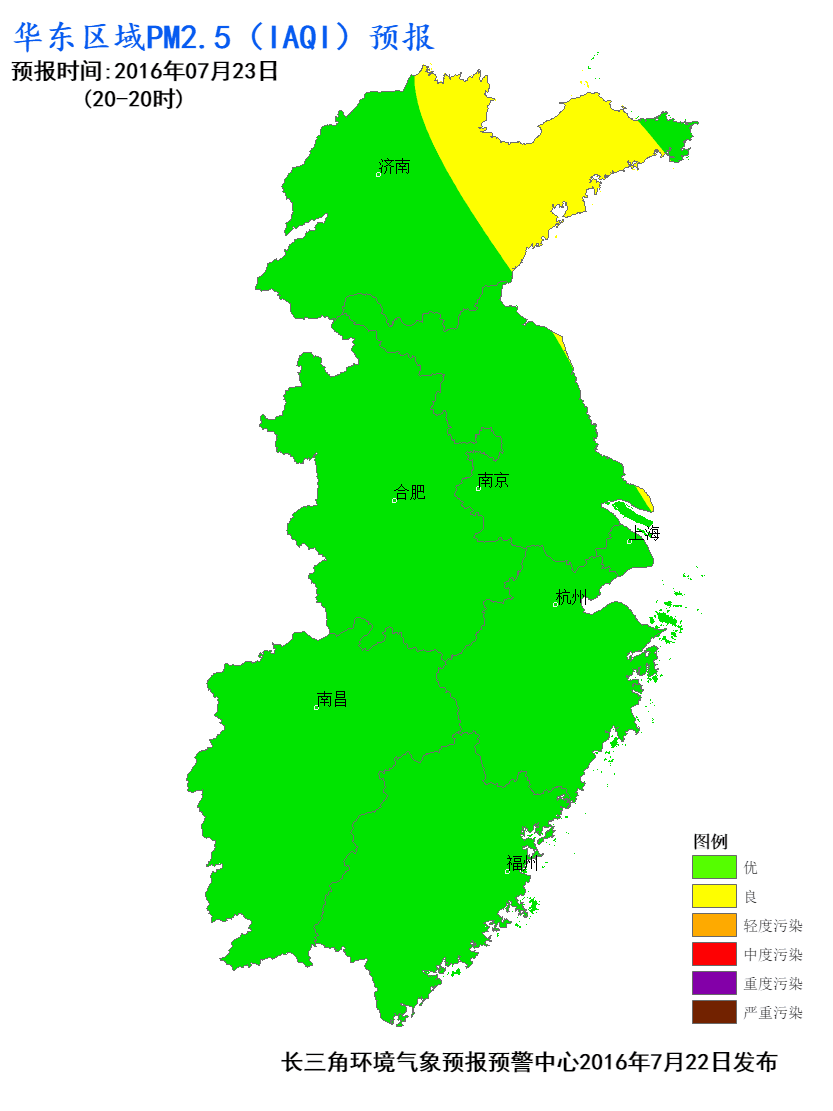 华东区域PM2.5（IAQI）预报
预报时间:2016年07月23日
(20-20时)
济南
南京
合肥
上海
杭州
南昌
福州
图例
优
良
轻度污染
中度污染
重度污染
严重污染
长三角环境气象预报预警中心2016年7月22日发布